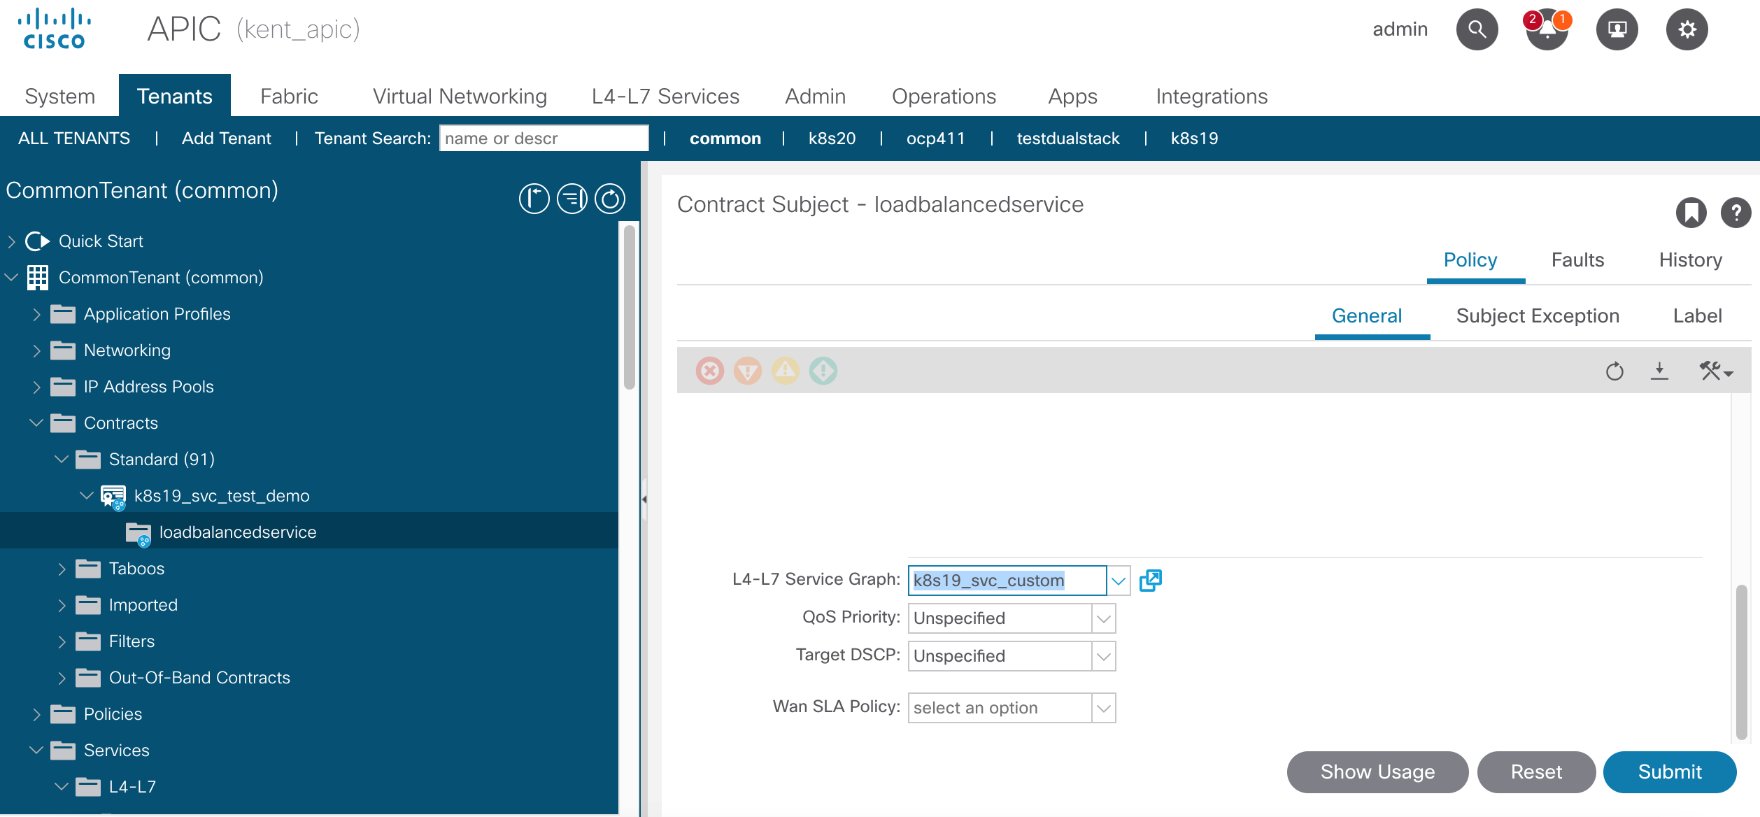 CISCO
APIC (kent_apic)
admin
2
1
System Tenants Fabric Virtual Networking L4-L7 Services Admin Operations Apps Integrations
ALL TENANTS | Add Tenant | Tenant Search: name or descr | common | k8s20 | ocp411 | testdualstack | k8s19
CommonTenant (common)
Quick Start
CommonTenant (common)
Application Profiles
Networking
IP Address Pools
Contracts
Standard (91)
k8s19_svc_test_demo
loadbalancedservice
Taboos
Imported
Filters
Out-Of-Band Contracts
Policies
Services
L4-L7
Contract Subject - loadbalancedservice
?
Policy Faults History
General Subject Exception Label
L4-L7 Service Graph: k8s19_svc_custom
QoS Priority: Unspecified
Target DSCP: Unspecified
Wan SLA Policy: select an option
Show Usage Reset Submit